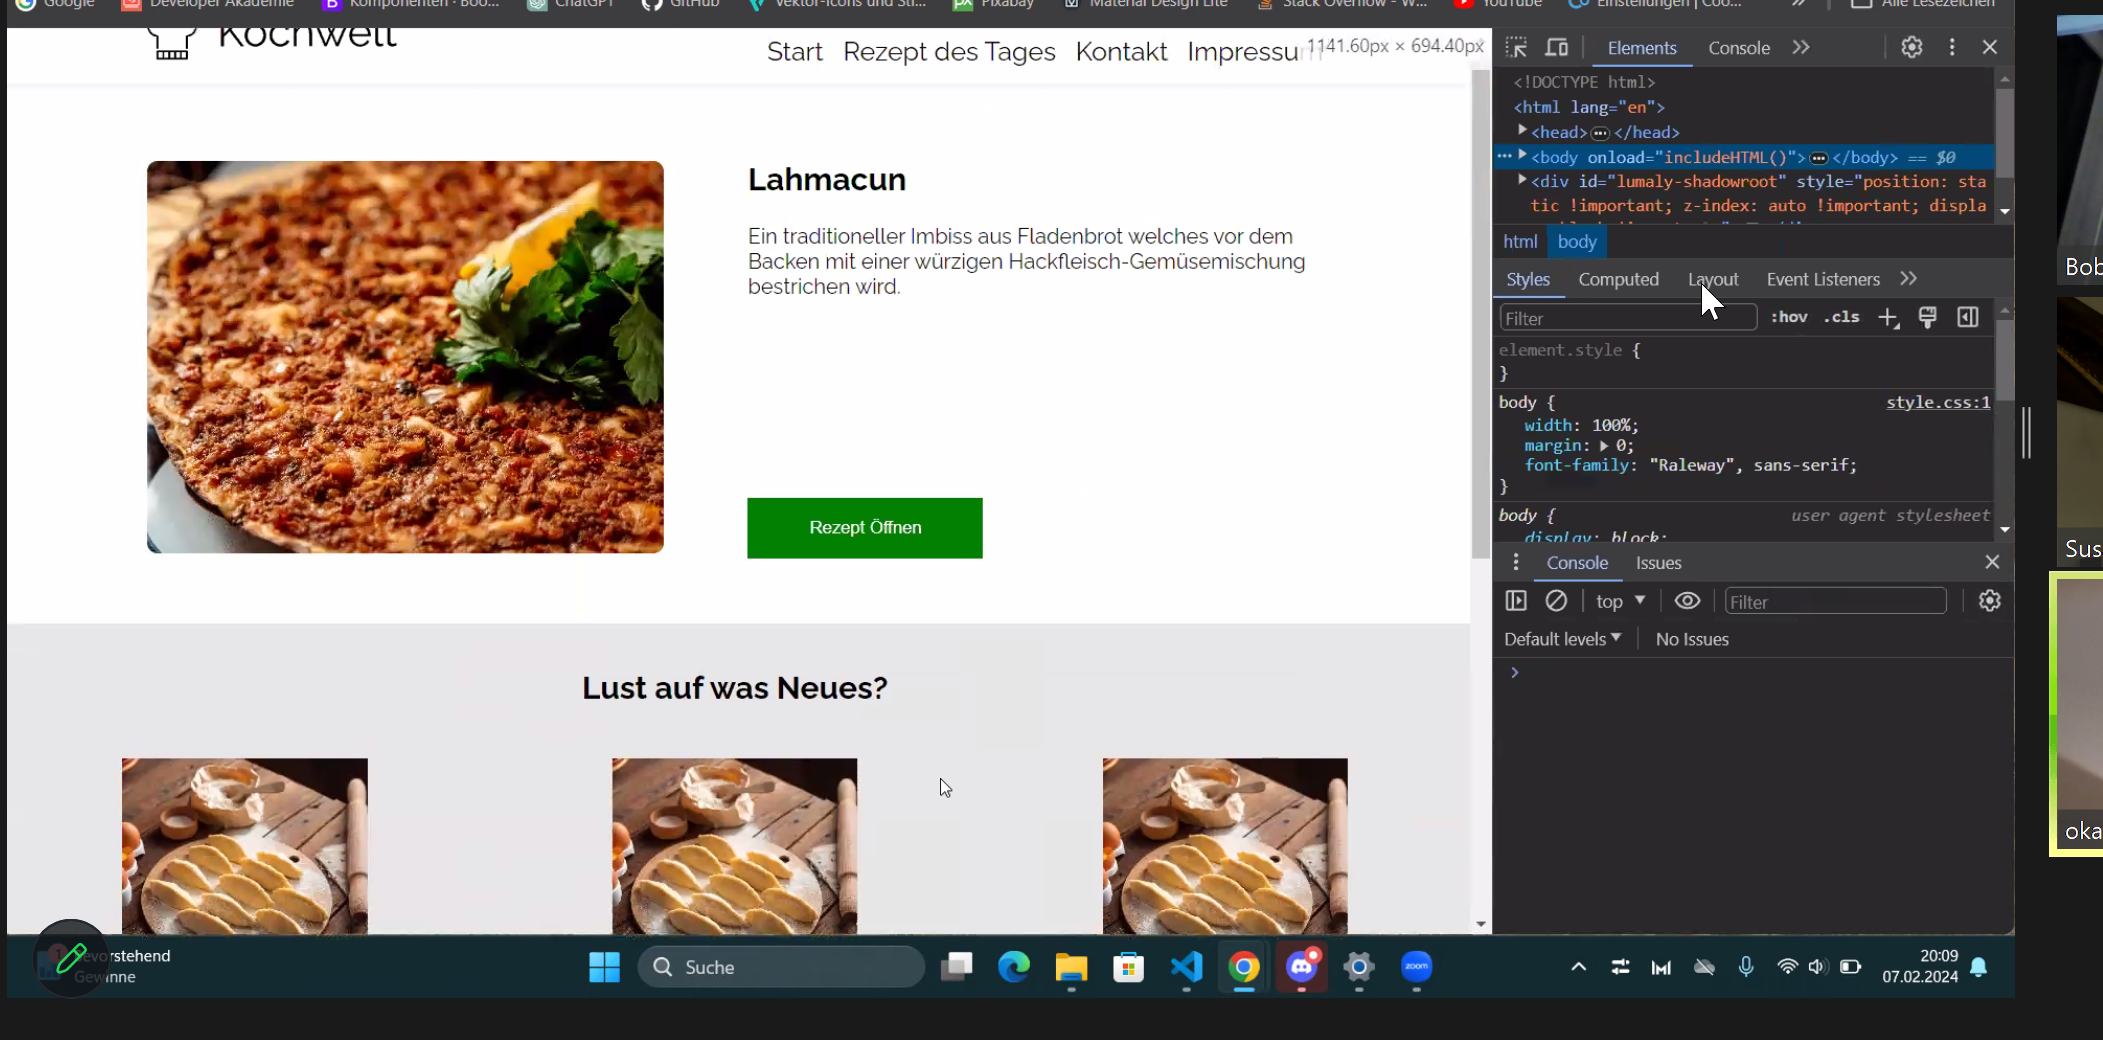 Google Developer Akademie Komponenten · Boo... ChatGPT GitHub Vektor-Icons und Sti... Pixabay Material Design Lite Stack Overflow - W... YouTube Einstellungen | Coo... Alle Lesezeichen
Kochwelt
Start Rezept des Tages Kontakt Impressum
1141.60px × 694.40px
Lahmacun
Ein traditioneller Imbiss aus Fladenbrot welches vor dem
Backen mit einer würzigen Hackfleisch-Gemüsemischung
bestrichen wird.
Rezept Öffnen
Lust auf was Neues?
Elements Console
<!DOCTYPE html>
<html lang="en">
<head> </head>
<body onload="includeHTML()"> </body> == $0
<div id="lumaly-shadowroot" style="position: sta
tic !important; z-index: auto !important; displa
html body
Styles Computed Layout Event Listeners
Filter :hov .cls
element.style {
}
body { style.css:1
width: 100%;
margin: 0;
font-family: "Raleway", sans-serif;
}
body { user agent stylesheet
display: block;
Console Issues
top Filter
Default levels No Issues
Bob
Sus
oka
evorstehend
Gewinne
Suche
zoom
20:09
07.02.2024